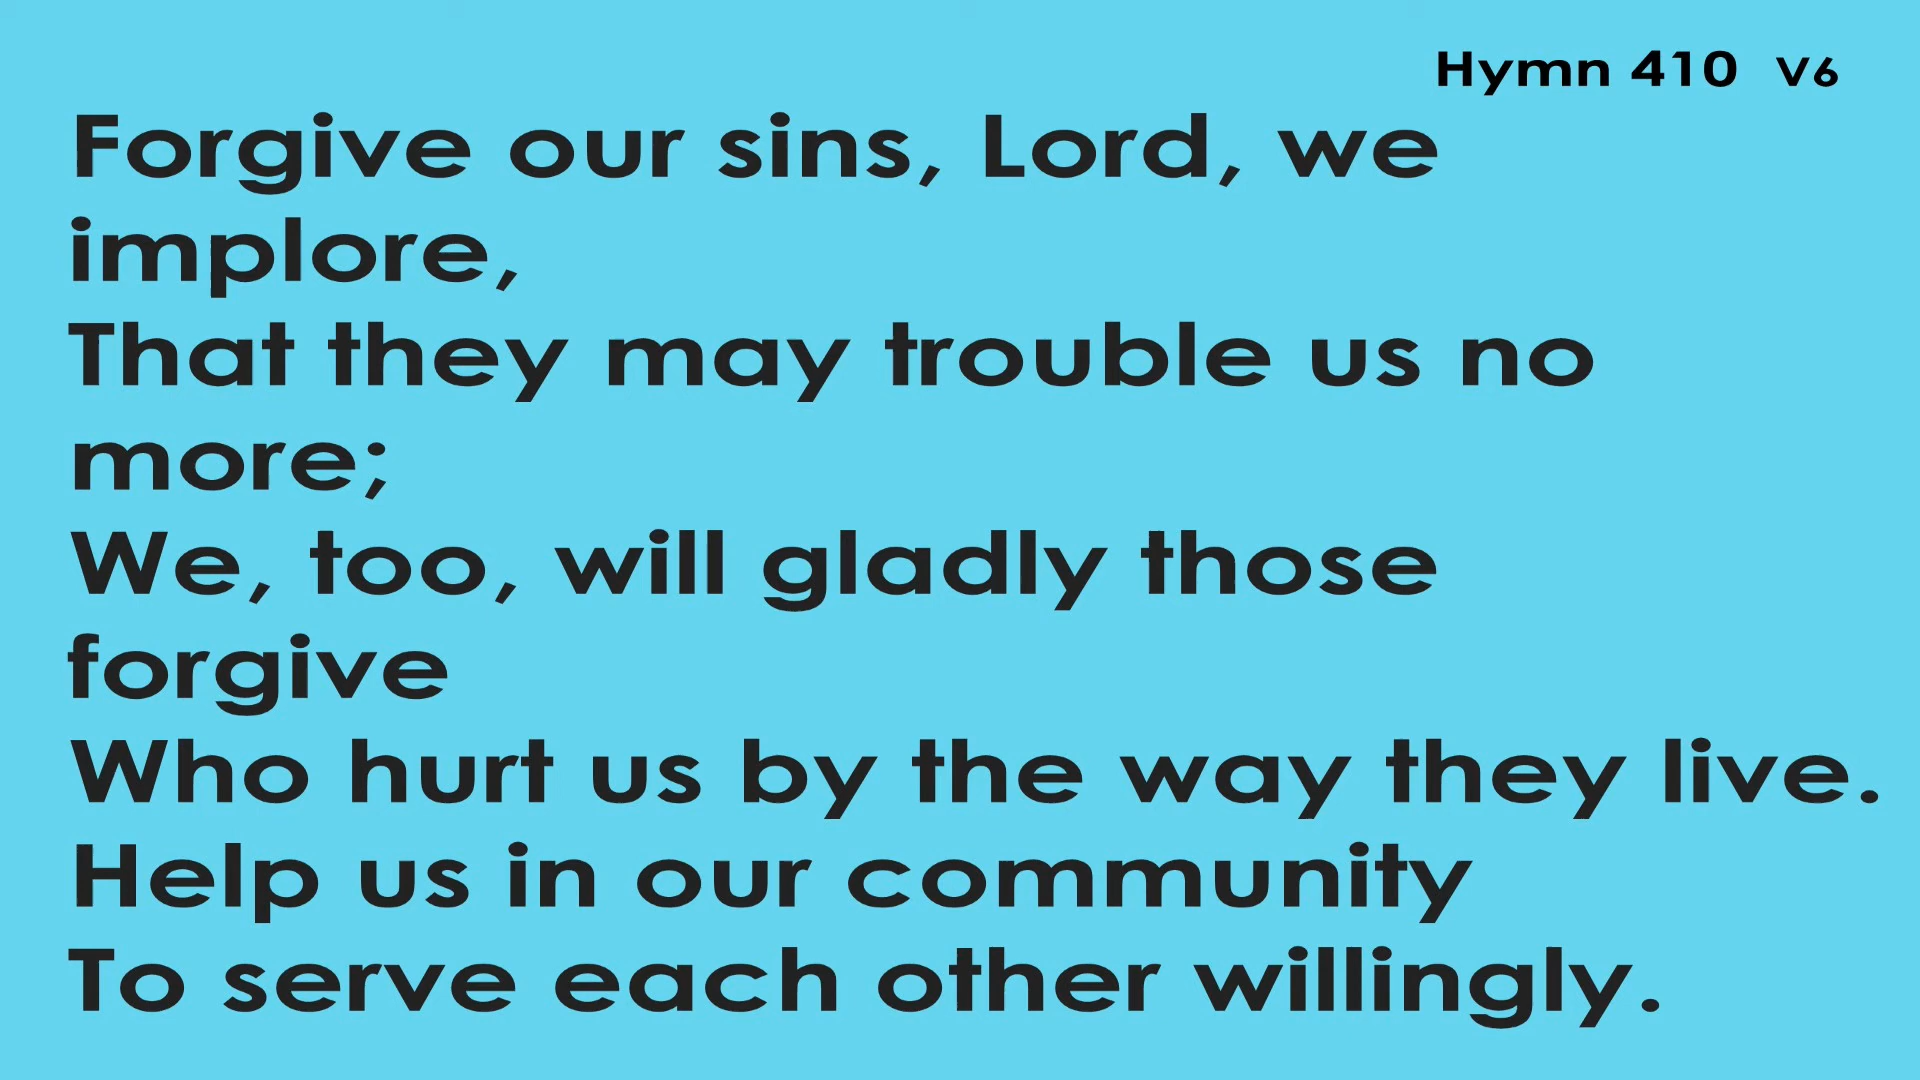 Hymn 410 V6
Forgive our sins, Lord, we
implore,
That they may trouble us no
more;
We, too, will gladly those
forgive
Who hurt us by the way they live.
Help us in our community
To serve each other willingly.